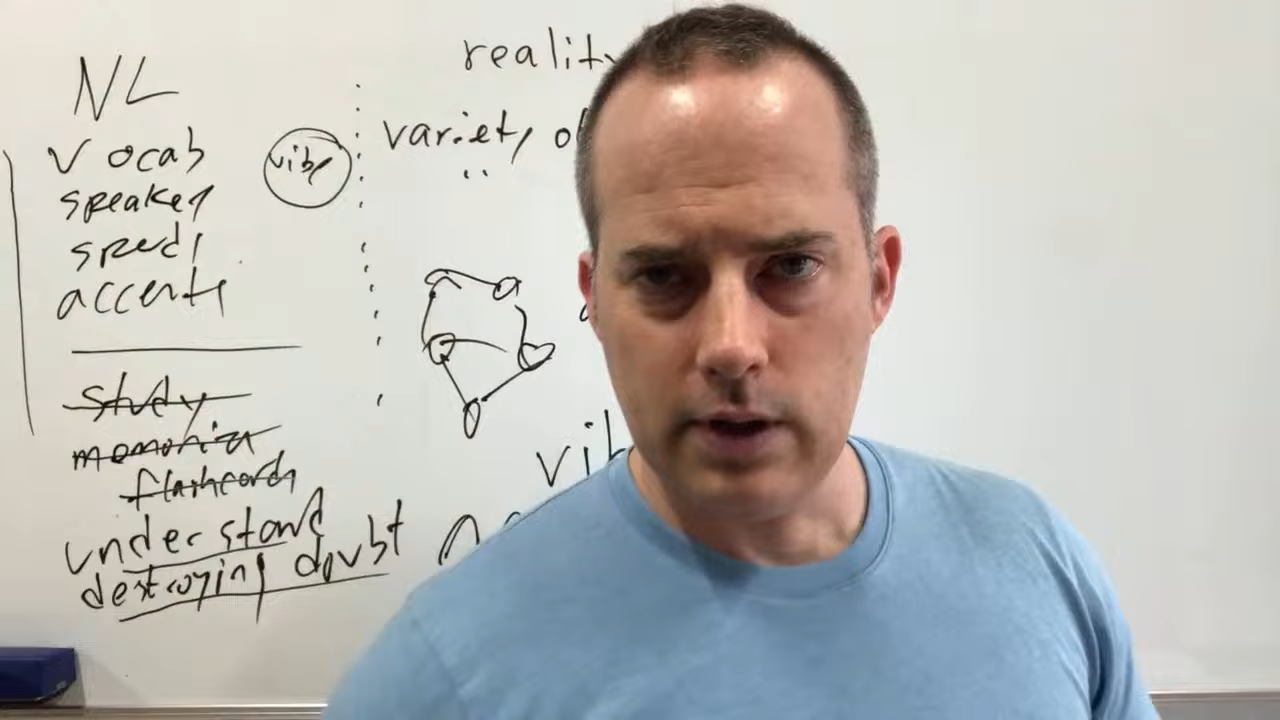 NL
vocab
speaker
speed
accents
study
memorize
flashcards
understand
destroying doubt
vibe
reality
variety of
vib